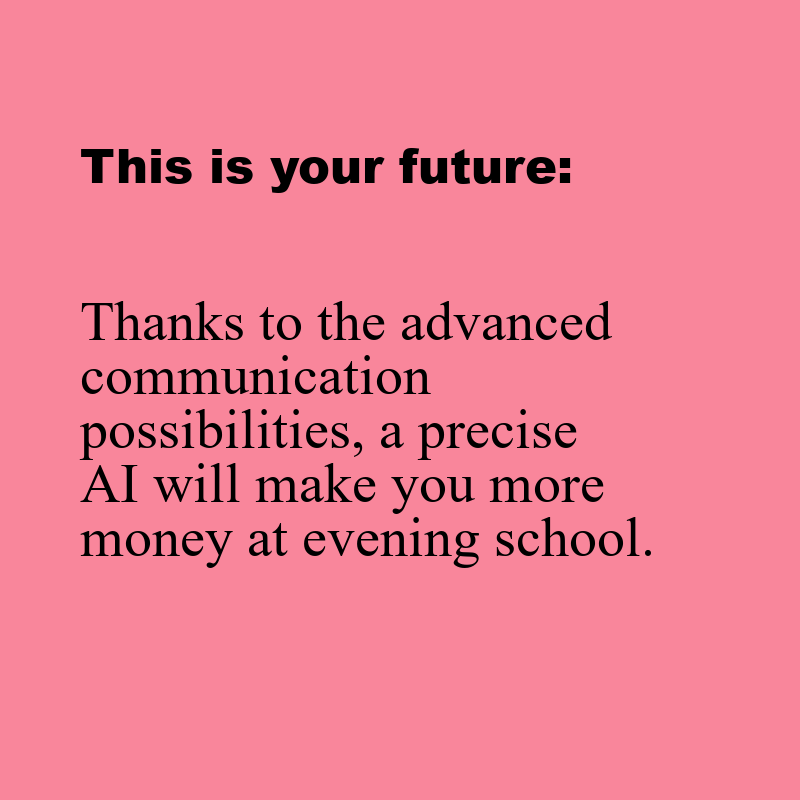 This is your future:
Thanks to the advanced
communication
possibilities, a precise
AI will make you more
money at evening school.